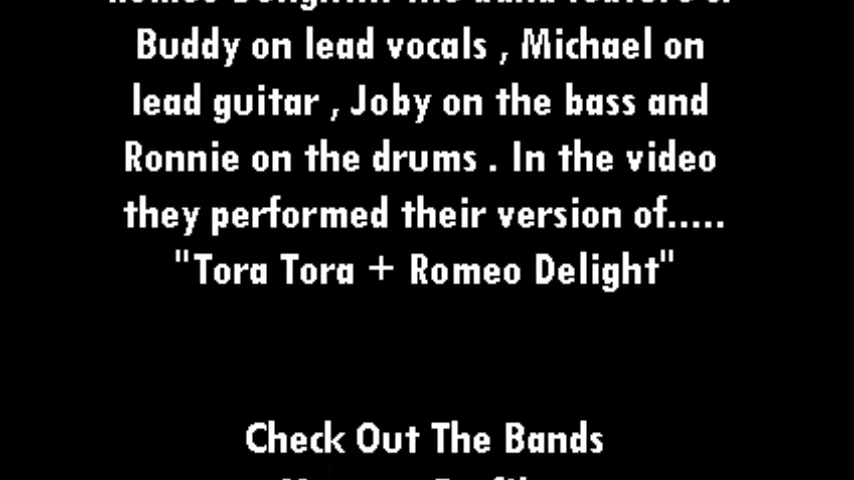 Buddy on lead vocals , Michael on
lead guitar , Joby on the bass and
Ronnie on the drums . In the video
they performed their version of.....
"Tora Tora + Romeo Delight"
Check Out The Bands